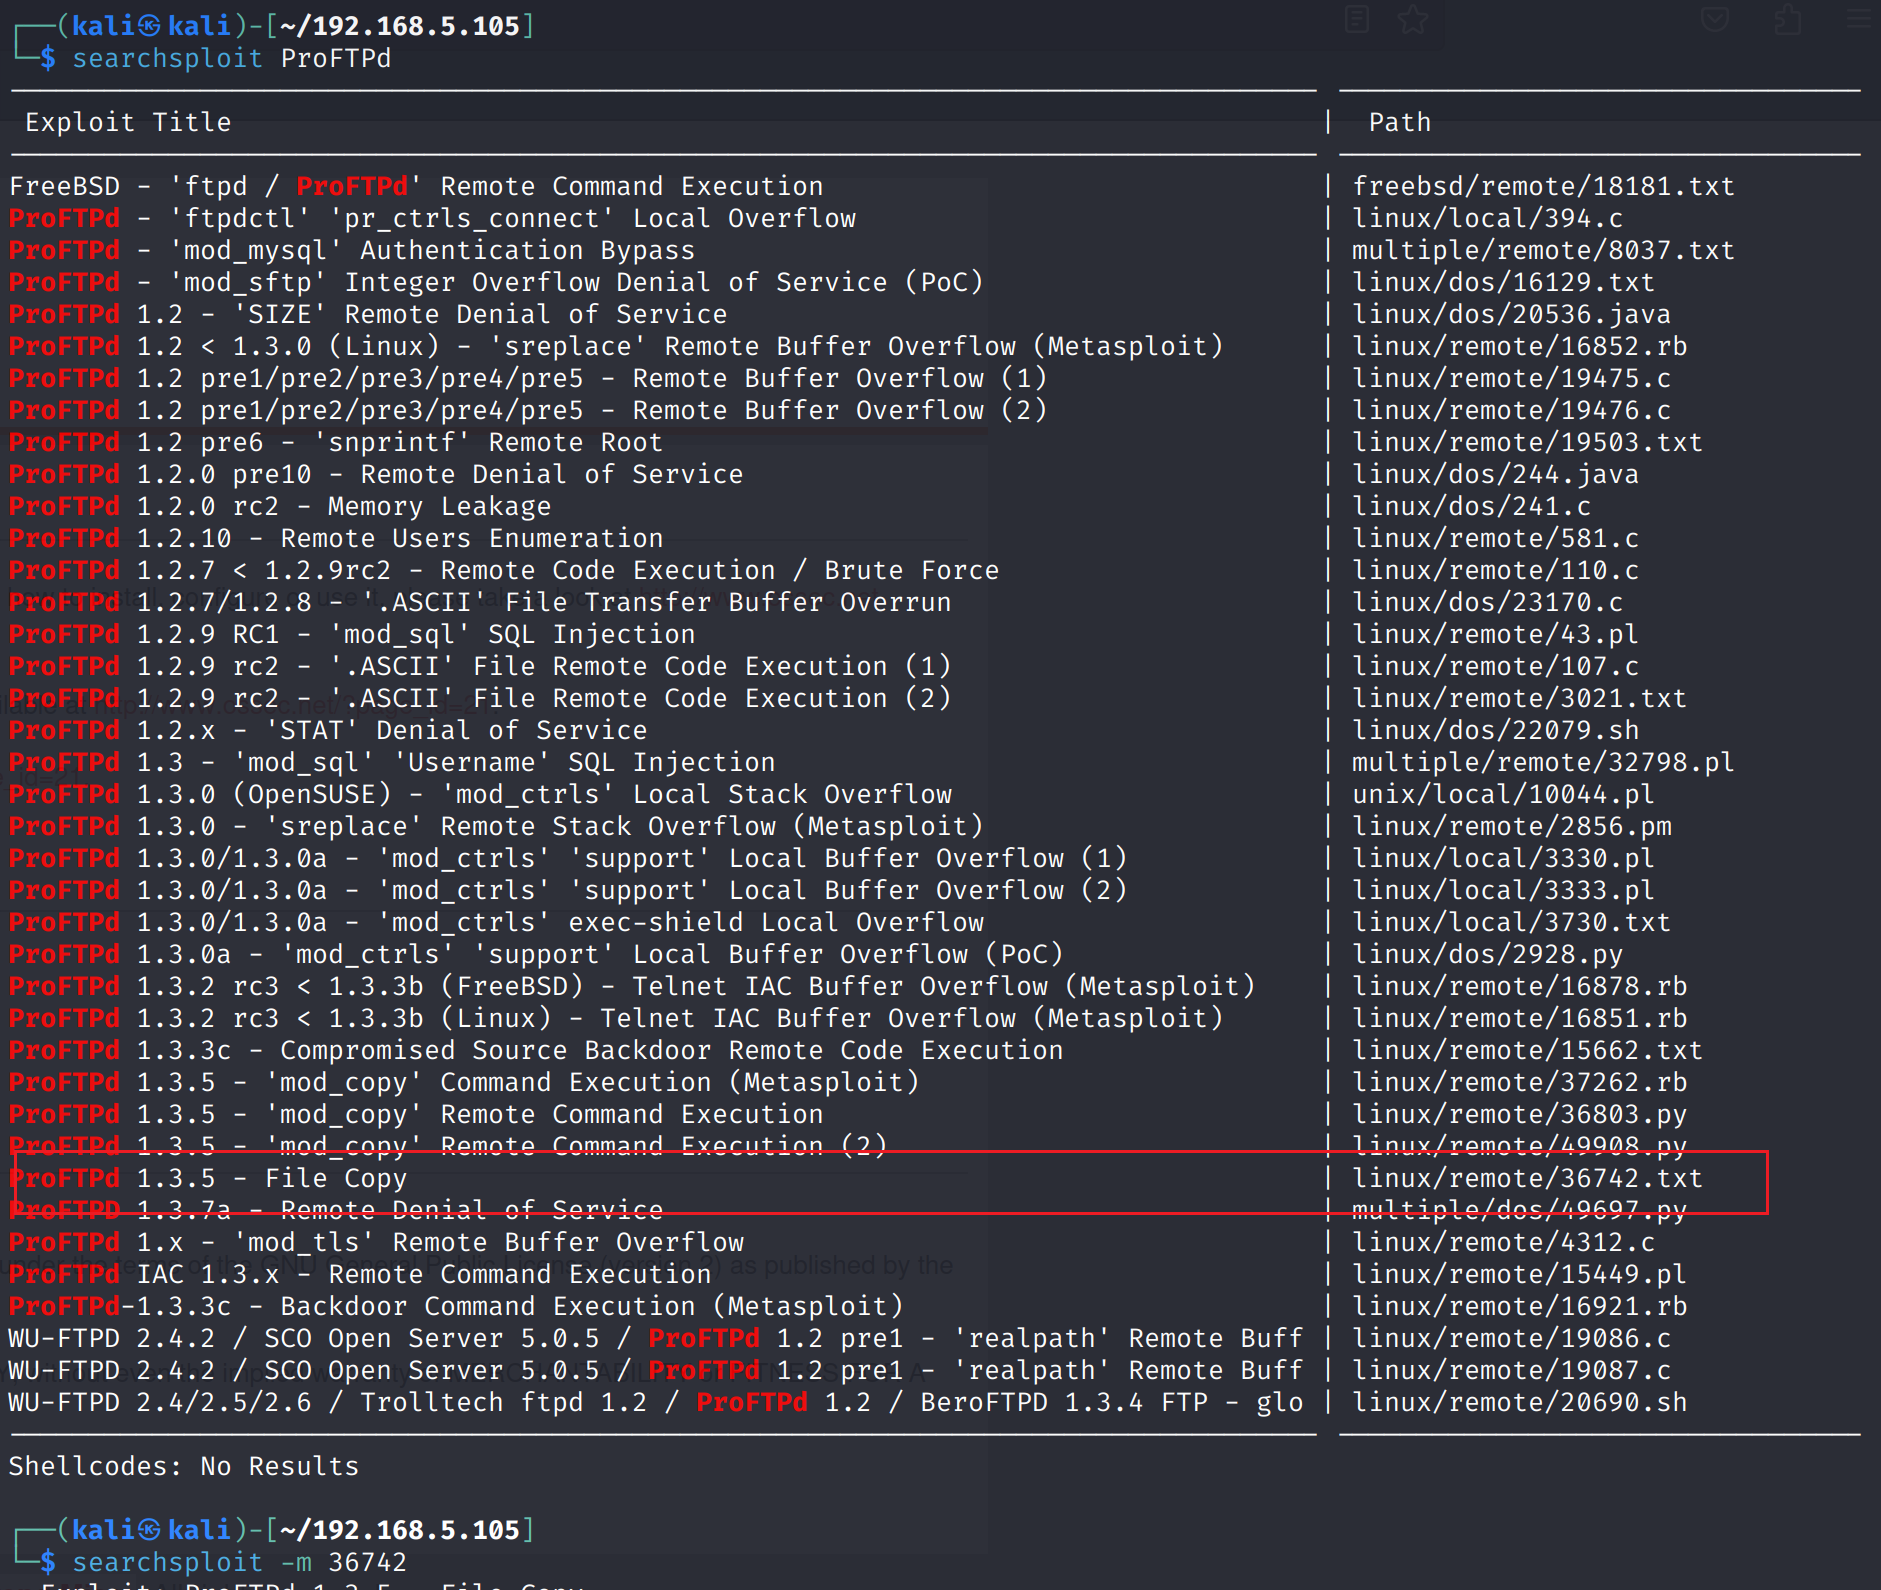 (kali㉿kali)-[~/192.168.5.105]
$ searchsploit ProFTPd
Exploit Title | Path
FreeBSD - 'ftpd / ProFTPd' Remote Command Execution | freebsd/remote/18181.txt
ProFTPd - 'ftpdctl' 'pr_ctrls_connect' Local Overflow | linux/local/394.c
ProFTPd - 'mod_mysql' Authentication Bypass | multiple/remote/8037.txt
ProFTPd - 'mod_sftp' Integer Overflow Denial of Service (PoC) | linux/dos/16129.txt
ProFTPd 1.2 - 'SIZE' Remote Denial of Service | linux/dos/20536.java
ProFTPd 1.2 < 1.3.0 (Linux) - 'sreplace' Remote Buffer Overflow (Metasploit) | linux/remote/16852.rb
ProFTPd 1.2 pre1/pre2/pre3/pre4/pre5 - Remote Buffer Overflow (1) | linux/remote/19475.c
ProFTPd 1.2 pre1/pre2/pre3/pre4/pre5 - Remote Buffer Overflow (2) | linux/remote/19476.c
ProFTPd 1.2 pre6 - 'snprintf' Remote Root | linux/remote/19503.txt
ProFTPd 1.2.0 pre10 - Remote Denial of Service | linux/dos/244.java
ProFTPd 1.2.0 rc2 - Memory Leakage | linux/dos/241.c
ProFTPd 1.2.10 - Remote Users Enumeration | linux/remote/581.c
ProFTPd 1.2.7 < 1.2.9rc2 - Remote Code Execution / Brute Force | linux/remote/110.c
ProFTPd 1.2.7/1.2.8 - '.ASCII' File Transfer Buffer Overrun | linux/dos/23170.c
ProFTPd 1.2.9 RC1 - 'mod_sql' SQL Injection | linux/remote/43.pl
ProFTPd 1.2.9 rc2 - '.ASCII' File Remote Code Execution (1) | linux/remote/107.c
ProFTPd 1.2.9 rc2 - '.ASCII' File Remote Code Execution (2) | linux/remote/3021.txt
ProFTPd 1.2.x - 'STAT' Denial of Service | linux/dos/22079.sh
ProFTPd 1.3 - 'mod_sql' 'Username' SQL Injection | multiple/remote/32798.pl
ProFTPd 1.3.0 (OpenSUSE) - 'mod_ctrls' Local Stack Overflow | unix/local/10044.pl
ProFTPd 1.3.0 - 'sreplace' Remote Stack Overflow (Metasploit) | linux/remote/2856.pm
ProFTPd 1.3.0/1.3.0a - 'mod_ctrls' 'support' Local Buffer Overflow (1) | linux/local/3330.pl
ProFTPd 1.3.0/1.3.0a - 'mod_ctrls' 'support' Local Buffer Overflow (2) | linux/local/3333.pl
ProFTPd 1.3.0/1.3.0a - 'mod_ctrls' exec-shield Local Overflow | linux/local/3730.txt
ProFTPd 1.3.0a - 'mod_ctrls' 'support' Local Buffer Overflow (PoC) | linux/dos/2928.py
ProFTPd 1.3.2 rc3 < 1.3.3b (FreeBSD) - Telnet IAC Buffer Overflow (Metasploit) | linux/remote/16878.rb
ProFTPd 1.3.2 rc3 < 1.3.3b (Linux) - Telnet IAC Buffer Overflow (Metasploit) | linux/remote/16851.rb
ProFTPd 1.3.3c - Compromised Source Backdoor Remote Code Execution | linux/remote/15662.txt
ProFTPd 1.3.5 - 'mod_copy' Command Execution (Metasploit) | linux/remote/37262.rb
ProFTPd 1.3.5 - 'mod_copy' Remote Command Execution | linux/remote/36803.py
ProFTPd 1.3.5 - 'mod_copy' Remote Command Execution (2) | linux/remote/49908.py
ProFTPd 1.3.5 - File Copy | linux/remote/36742.txt
ProFTPD 1.3.7a - Remote Denial of Service | multiple/dos/49697.py
ProFTPd 1.x - 'mod_tls' Remote Buffer Overflow | linux/remote/4312.c
ProFTPd IAC 1.3.x - Remote Command Execution | linux/remote/15449.pl
ProFTPd-1.3.3c - Backdoor Command Execution (Metasploit) | linux/remote/16921.rb
WU-FTPD 2.4.2 / SCO Open Server 5.0.5 / ProFTPd 1.2 pre1 - 'realpath' Remote Buff | linux/remote/19086.c
WU-FTPD 2.4.2 / SCO Open Server 5.0.5 / ProFTPd 1.2 pre1 - 'realpath' Remote Buff | linux/remote/19087.c
WU-FTPD 2.4/2.5/2.6 / Trolltech ftpd 1.2 / ProFTPd 1.2 / BeroFTPD 1.3.4 FTP - glo | linux/remote/20690.sh
Shellcodes: No Results
(kali㉿kali)-[~/192.168.5.105]
$ searchsploit -m 36742
Exploit: ProFTPd 1.3.5 - File Copy